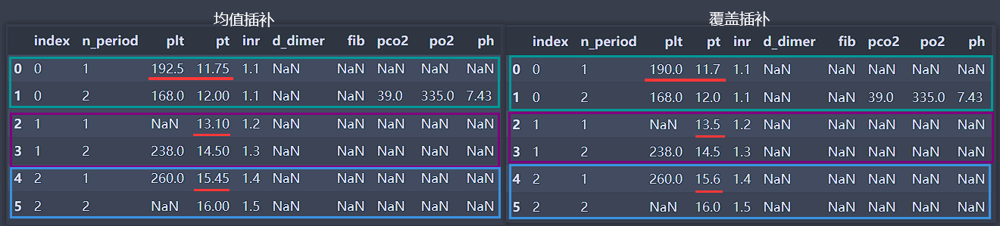 均值插补
index n_period plt pt inr d_dimer fib pco2 po2 ph
0 0 1 192.5 11.75 1.1 NaN NaN NaN NaN NaN
1 0 2 168.0 12.00 1.1 NaN NaN 39.0 335.0 7.43
2 1 1 NaN 13.10 1.2 NaN NaN NaN NaN NaN
3 1 2 238.0 14.50 1.3 NaN NaN NaN NaN NaN
4 2 1 260.0 15.45 1.4 NaN NaN NaN NaN NaN
5 2 2 NaN 16.00 1.5 NaN NaN NaN NaN NaN
覆盖插补
index n_period plt pt inr d_dimer fib pco2 po2 ph
0 0 1 190.0 11.7 1.1 NaN NaN NaN NaN NaN
1 0 2 168.0 12.0 1.1 NaN NaN 39.0 335.0 7.43
2 1 1 NaN 13.5 1.2 NaN NaN NaN NaN NaN
3 1 2 238.0 14.5 1.3 NaN NaN NaN NaN NaN
4 2 1 260.0 15.6 1.4 NaN NaN NaN NaN NaN
5 2 2 NaN 16.0 1.5 NaN NaN NaN NaN NaN